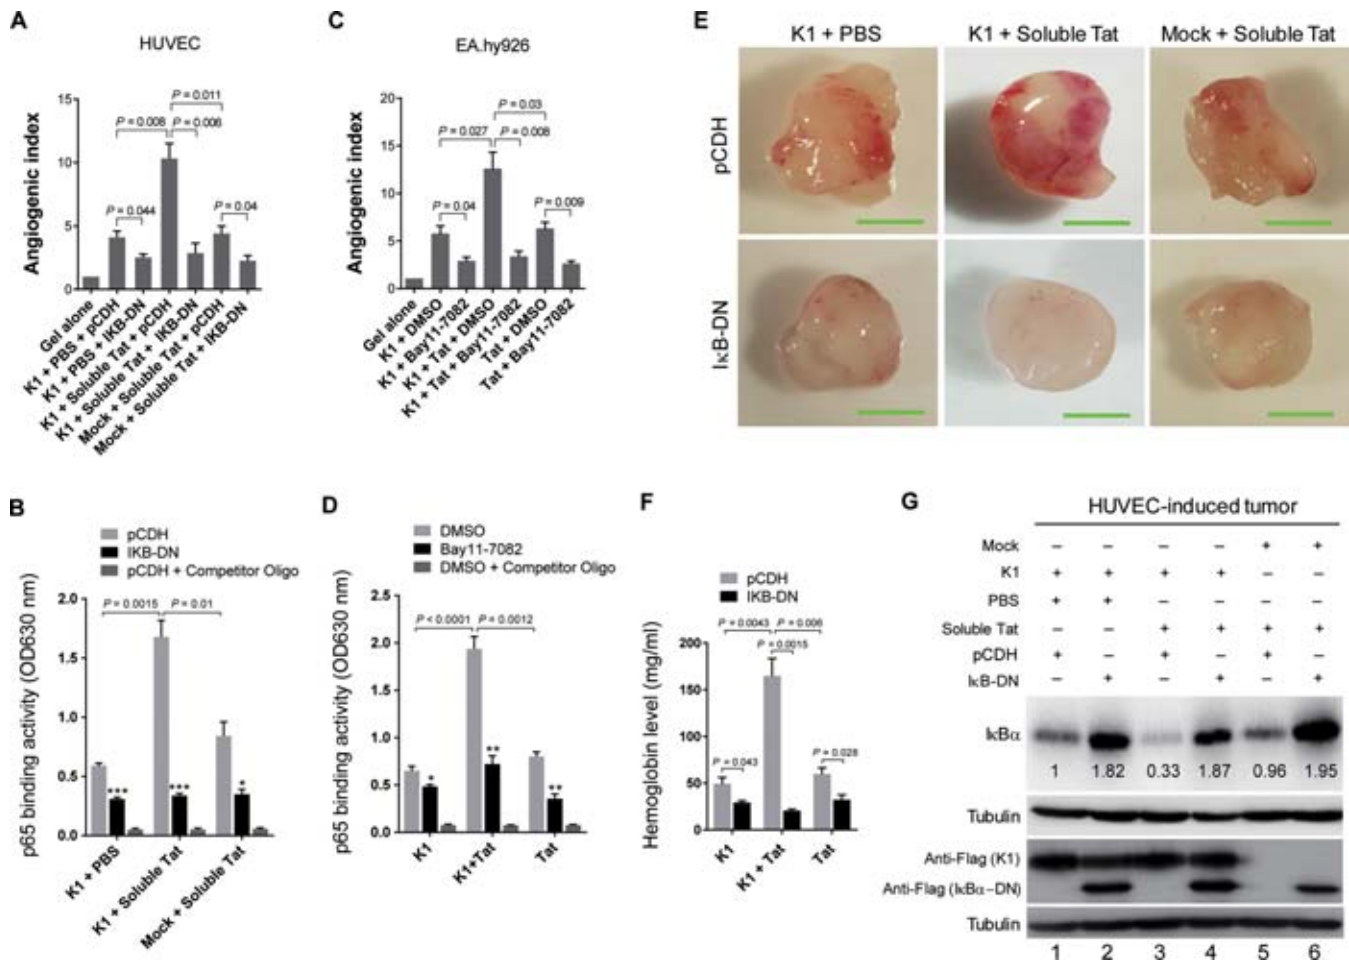 A
HUVEC
Angiogenic index
15
10
5
0
P = 0.011
P = 0.008
P = 0.006
P = 0.044
P = 0.04
Gel alone
K1 + PBS + pCDH
K1 + PBS + IKB-DN
K1 + Soluble Tat + pCDH
K1 + Soluble Tat + IKB-DN
Mock + Soluble Tat + pCDH
Mock + Soluble Tat + IKB-DN
C
EA.hy926
Angiogenic index
20
15
10
5
0
P = 0.03
P = 0.027
P = 0.008
P = 0.04
P = 0.009
Gel alone
K1 + DMSO
K1 + Bay11-7082
K1 + Tat + DMSO
K1 + Tat + Bay11-7082
Tat + DMSO
Tat + Bay11-7082
E
K1 + PBS
K1 + Soluble Tat
Mock + Soluble Tat
pCDH
IκB-DN
B
pCDH
IKB-DN
pCDH + Competitor Oligo
p65 binding activity (OD630 nm)
2.0
1.5
1.0
0.5
0.0
P = 0.0015
P = 0.01
***
***
*
K1 + PBS
K1 + Soluble Tat
Mock + Soluble Tat
D
DMSO
Bay11-7082
DMSO + Competitor Oligo
p65 binding activity (OD630 nm)
2.5
2.0
1.5
1.0
0.5
0.0
P < 0.0001
P = 0.0012
*
**
**
K1
K1+Tat
Tat
F
pCDH
IKB-DN
Hemoglobin level (mg/ml)
200
150
100
50
0
P = 0.0043
P = 0.006
P = 0.0015
P = 0.043
P = 0.028
K1
K1 + Tat
Tat
G
HUVEC-induced tumor
Mock – – – – + +
K1 + + + + – –
PBS + + – – – –
Soluble Tat – – + + + +
pCDH + – + – + –
IκB-DN – + – + – +
IκBα
1 1.82 0.33 1.87 0.96 1.95
Tubulin
Anti-Flag (K1)
Anti-Flag (IκBα–DN)
Tubulin
1 2 3 4 5 6